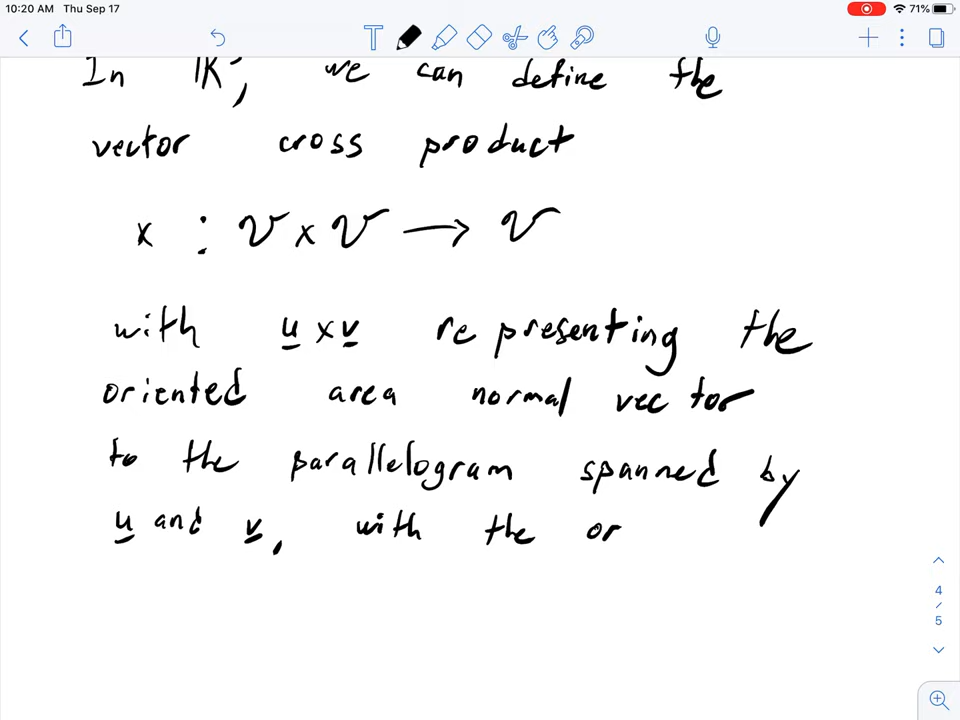 10:20 AM Thu Sep 17
71%
T
In ℝ³, we can define the
vector cross product
x : V x V → V
with u x v representing the
oriented area normal vector
to the parallelogram spanned by
u and v, with the or
4
/
5